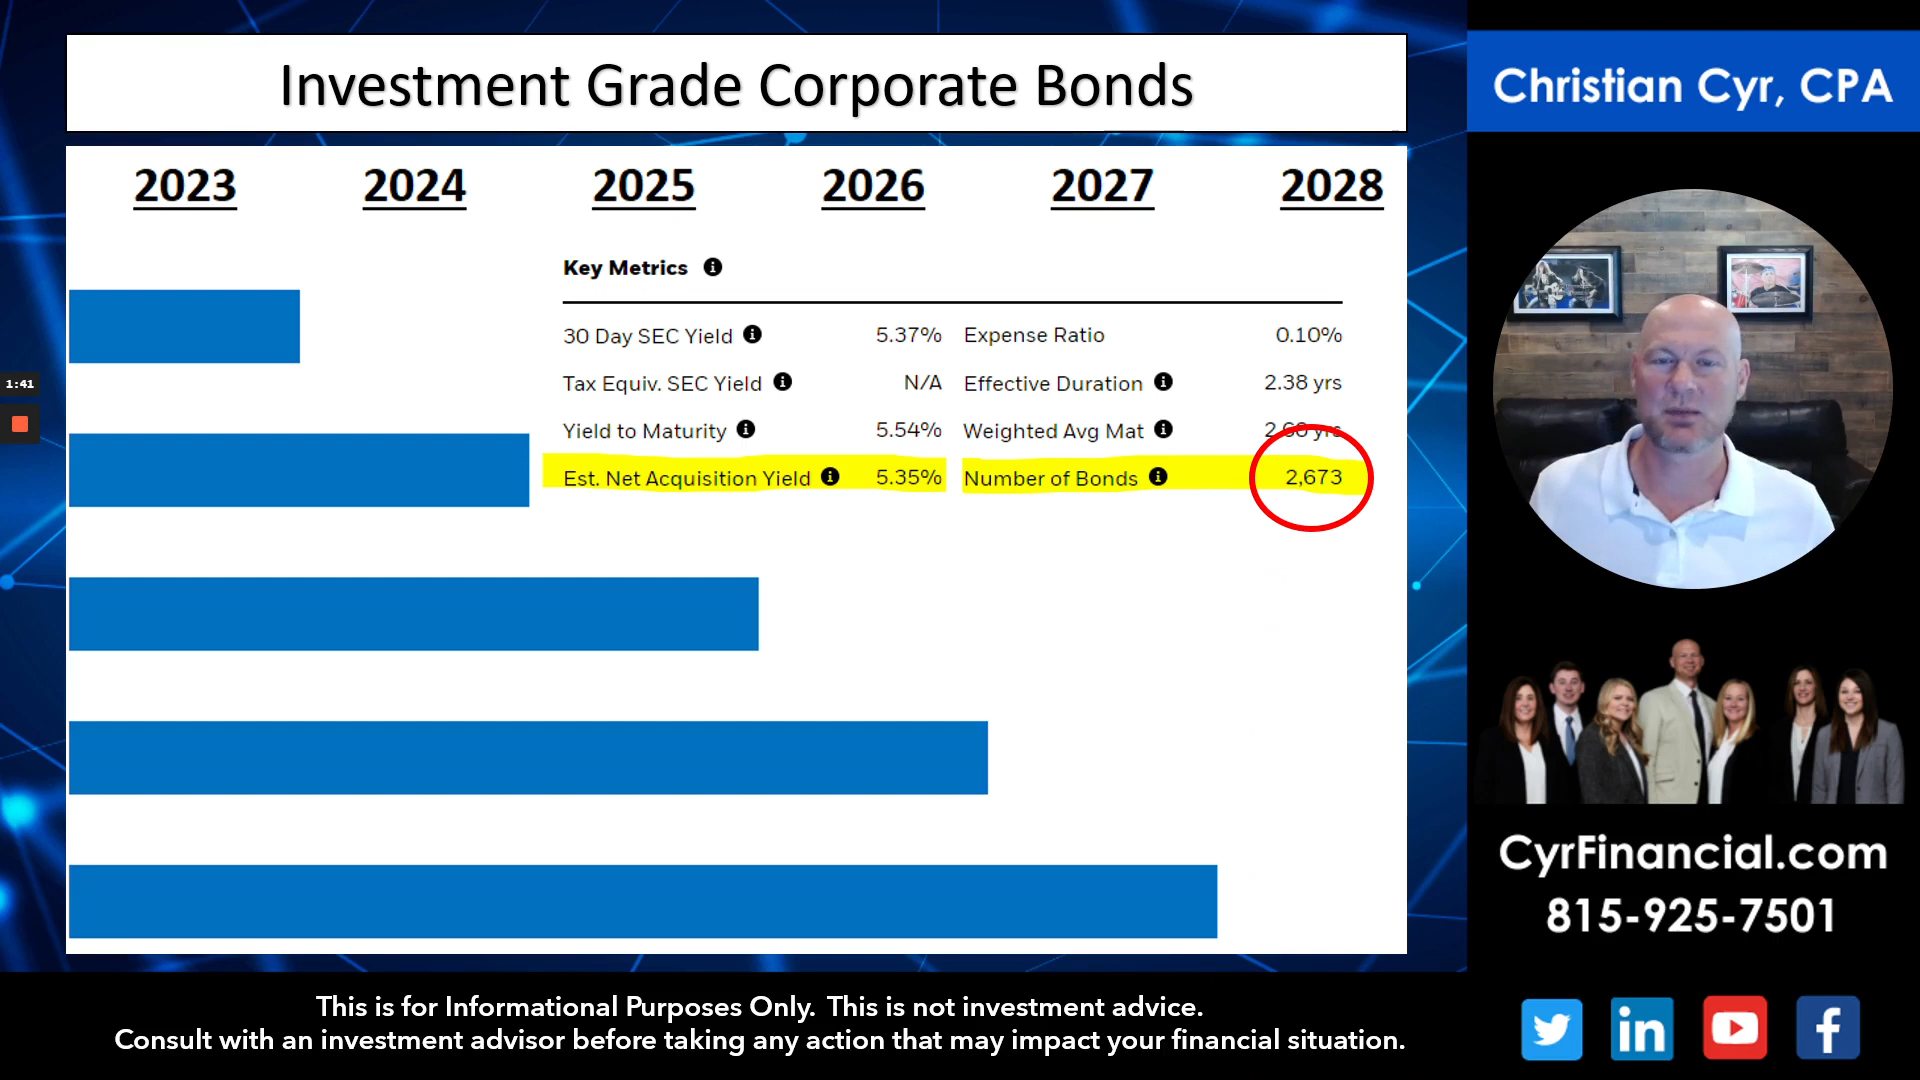 Investment Grade Corporate Bonds
Christian Cyr, CPA
2023 2024 2025 2026 2027 2028
Key Metrics
30 Day SEC Yield 5.37% Expense Ratio 0.10%
Tax Equiv. SEC Yield N/A Effective Duration 2.38 yrs
Yield to Maturity 5.54% Weighted Avg Mat 2.60 yrs
Est. Net Acquisition Yield 5.35% Number of Bonds 2,673
1:41
CyrFinancial.com
815-925-7501
This is for Informational Purposes Only. This is not investment advice.
Consult with an investment advisor before taking any action that may impact your financial situation.
in
f